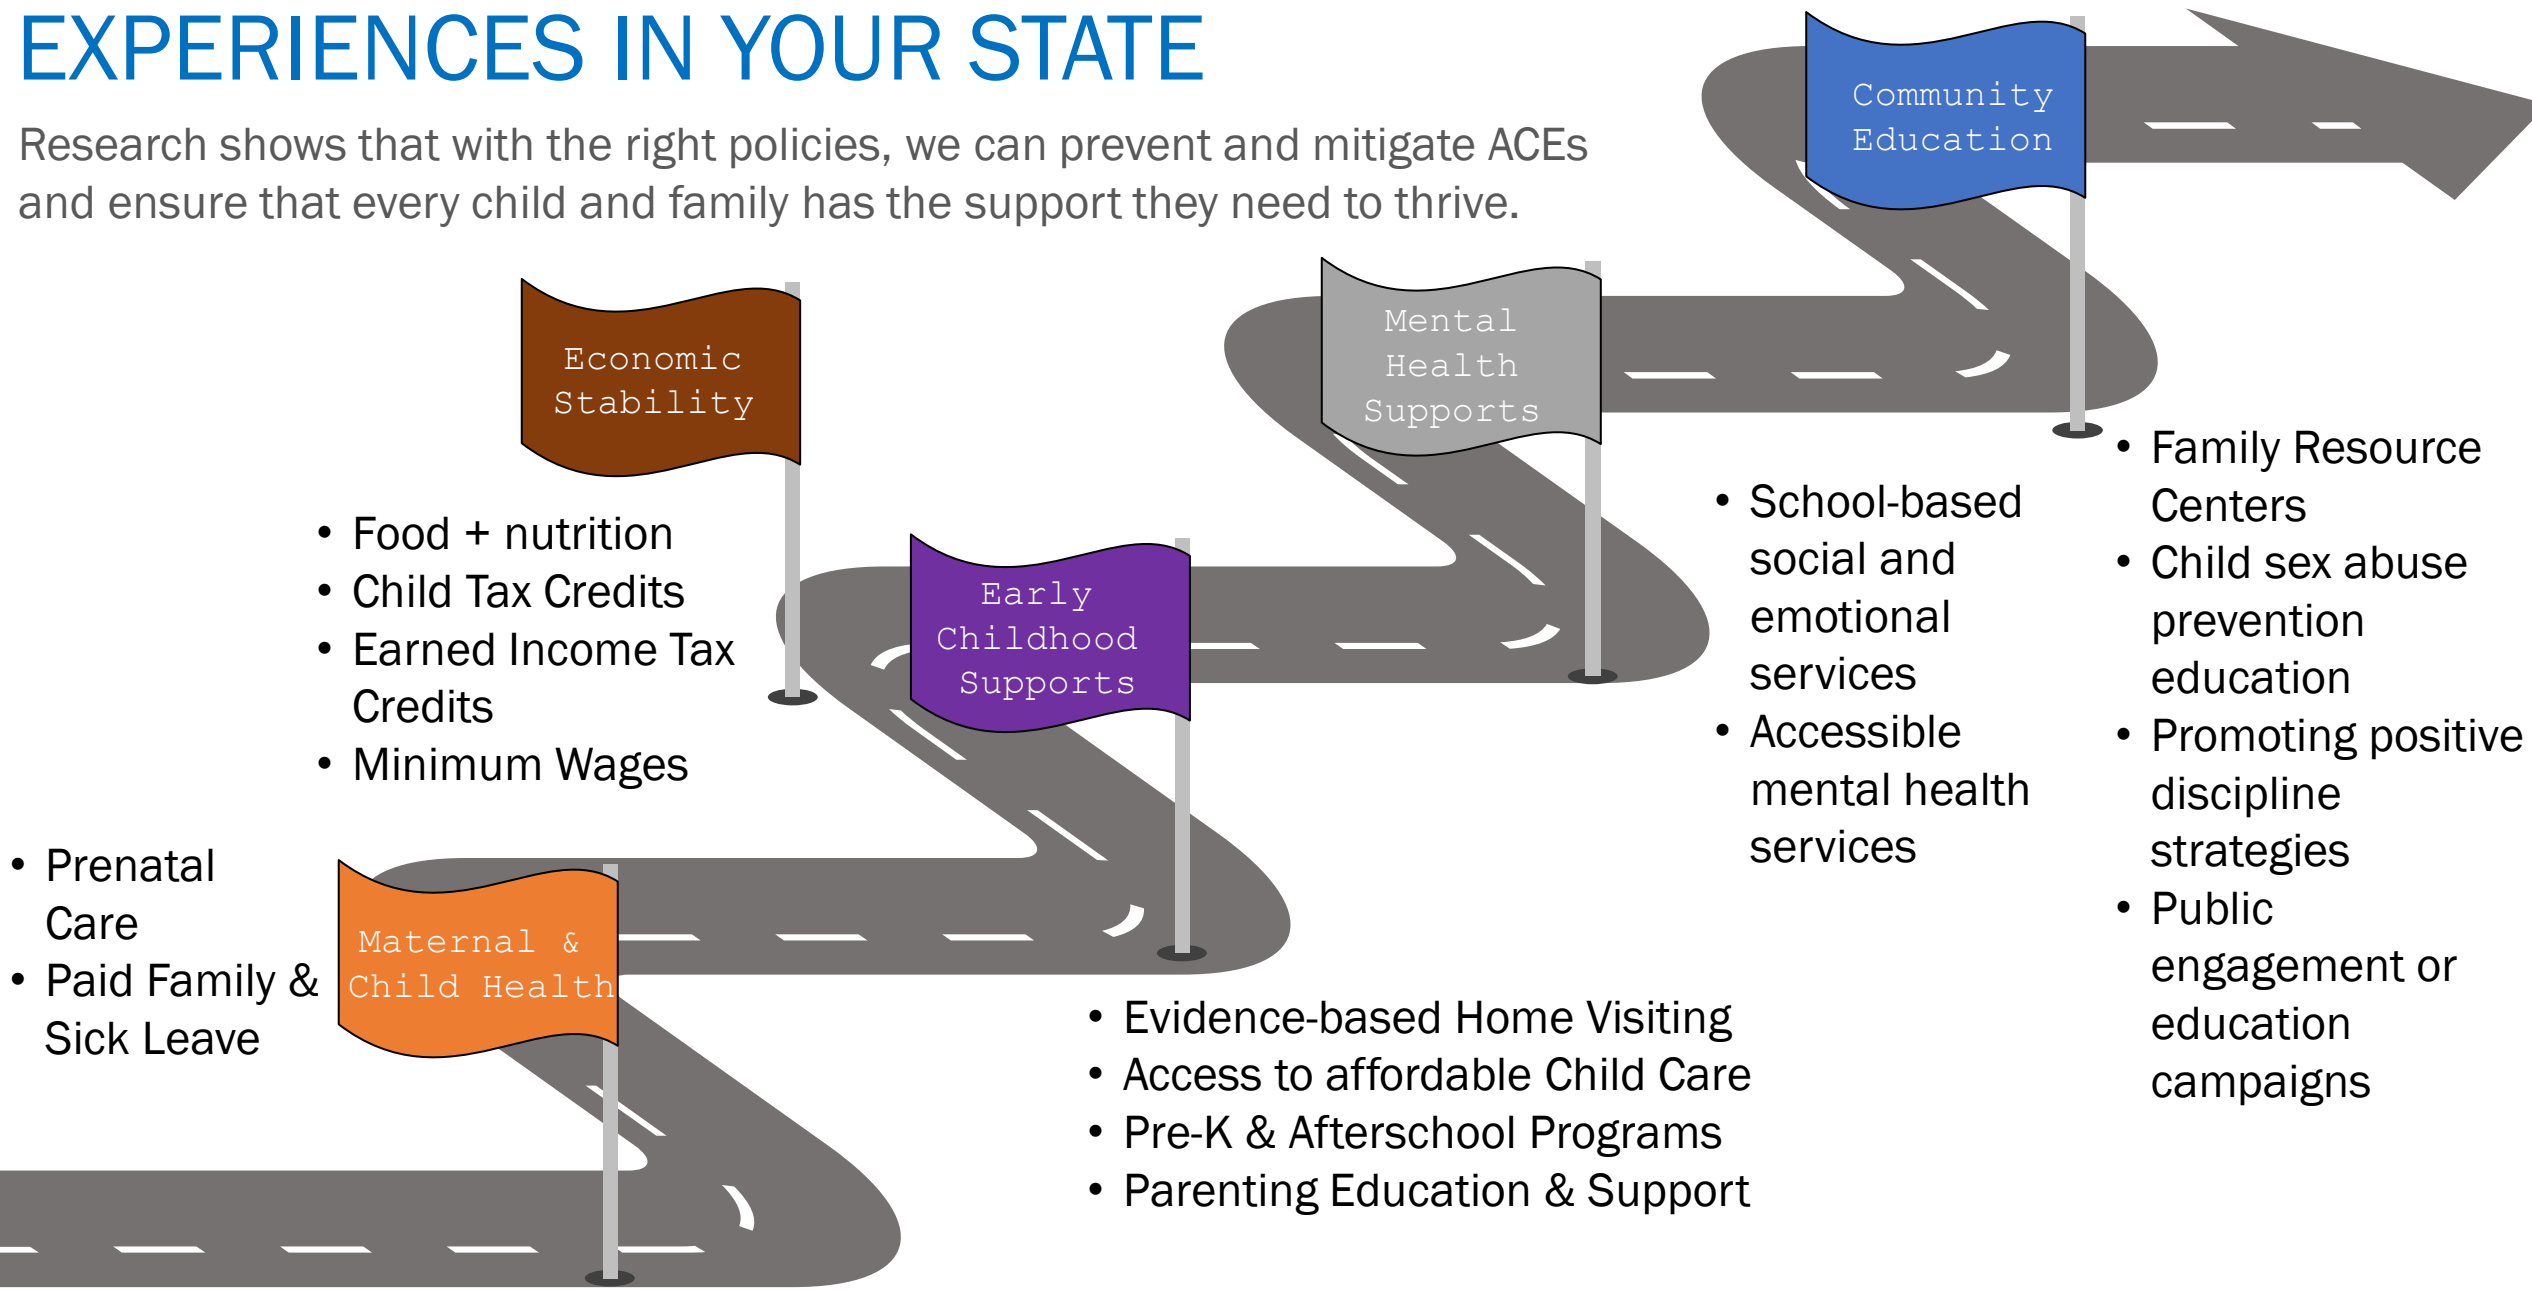 EXPERIENCES IN YOUR STATE
Research shows that with the right policies, we can prevent and mitigate ACEs
and ensure that every child and family has the support they need to thrive.
Maternal &
Child Health
• Prenatal
Care
• Paid Family &
Sick Leave
Economic
Stability
• Food + nutrition
• Child Tax Credits
• Earned Income Tax
Credits
• Minimum Wages
Early
Childhood
Supports
• Evidence-based Home Visiting
• Access to affordable Child Care
• Pre-K & Afterschool Programs
• Parenting Education & Support
Mental
Health
Supports
• School-based
social and
emotional
services
• Accessible
mental health
services
Community
Education
• Family Resource
Centers
• Child sex abuse
prevention
education
• Promoting positive
discipline
strategies
• Public
engagement or
education
campaigns